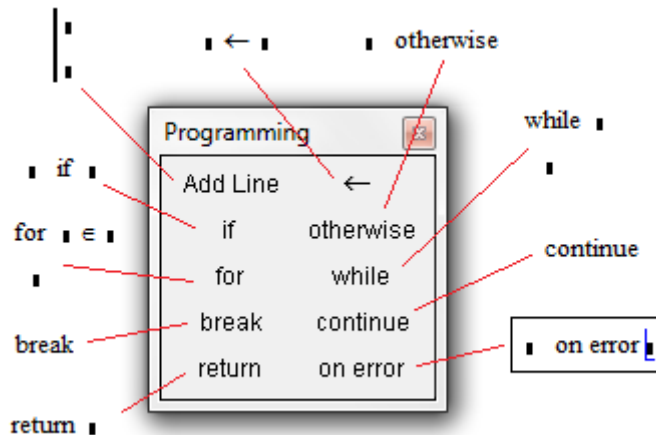 ← otherwise
while
Programming
Add Line ←
if
if otherwise
for ∈
for while
continue
break continue
break
on error
return on error
return